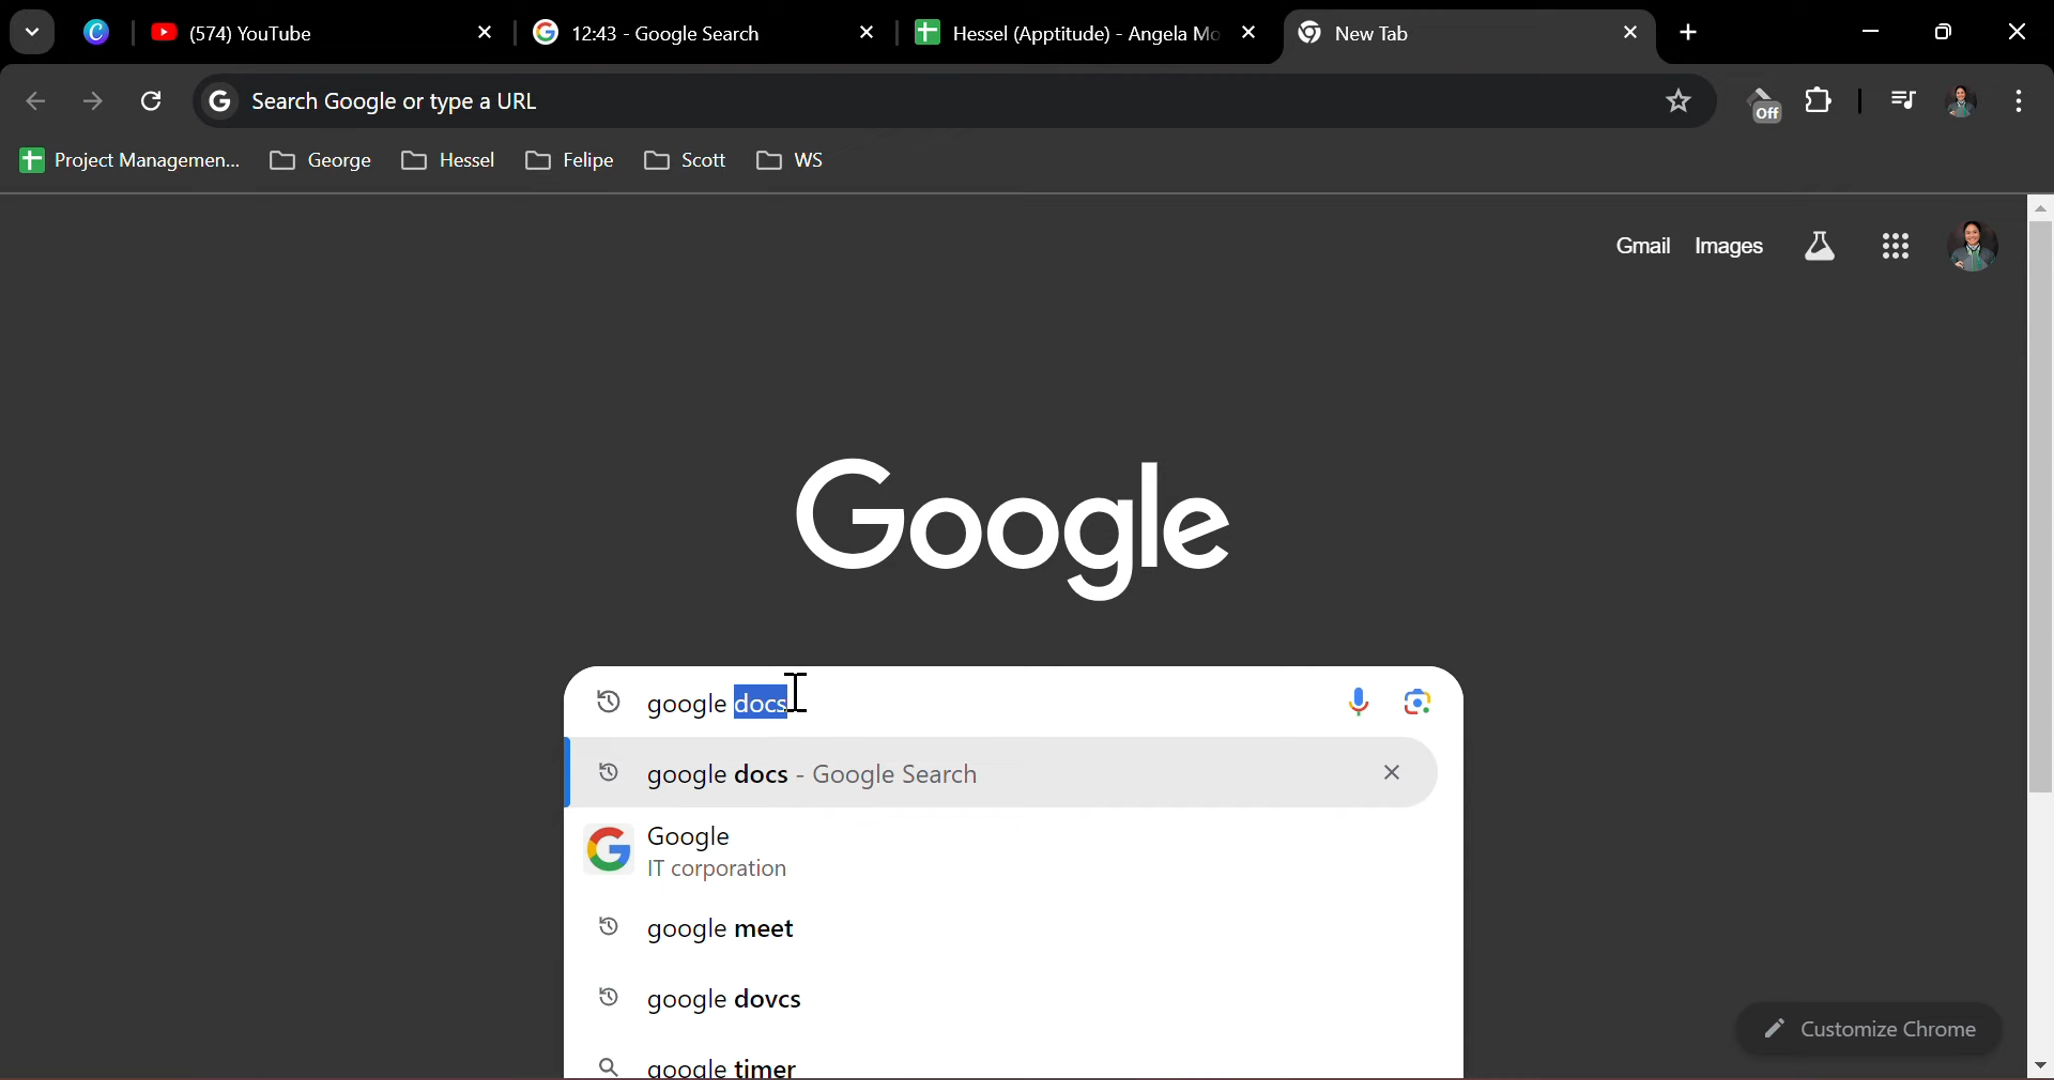 (574) YouTube
12:43 - Google Search
Hessel (Apptitude) - Angela Mo
New Tab
Search Google or type a URL
Off
Project Managemen...
George
Hessel
Felipe
Scott
WS
Gmail
Images
Google
google docs
google docs - Google Search
Google
IT corporation
google meet
google dovcs
google timer
Customize Chrome